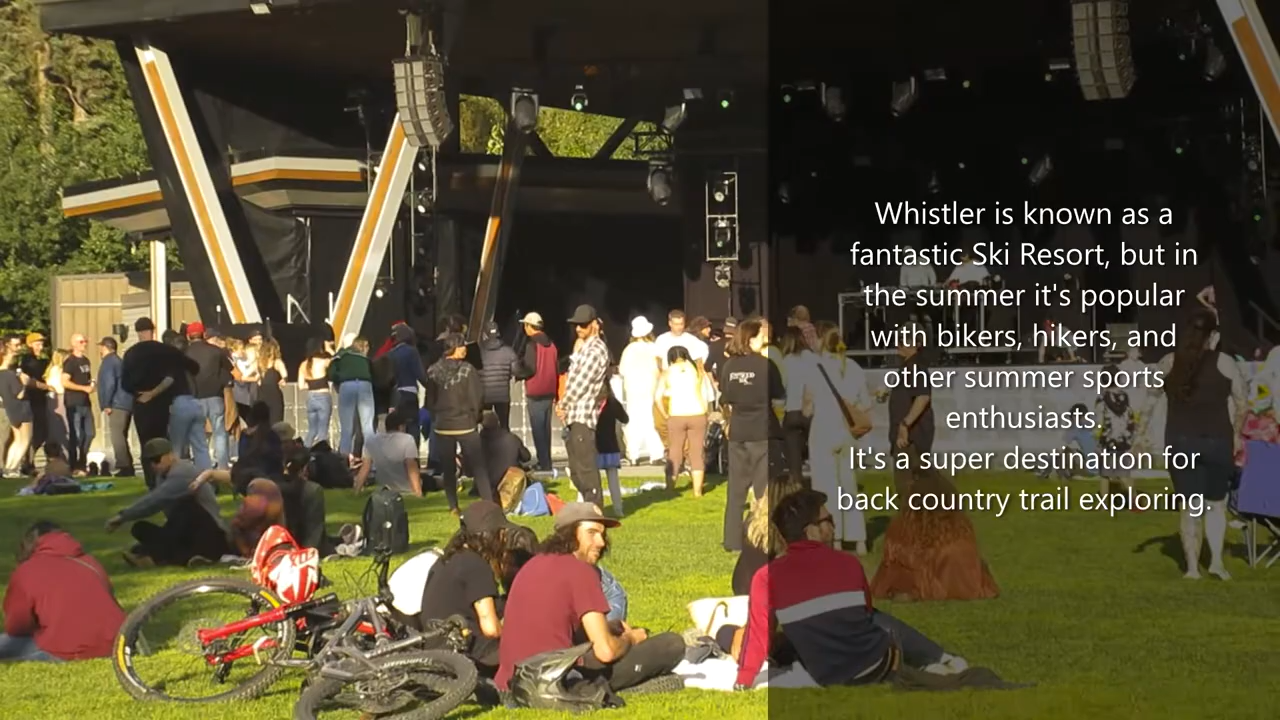 Whistler is known as a
fantastic Ski Resort, but in
the summer it's popular
with bikers, hikers, and
other summer sports
enthusiasts.
It's a super destination for
back country trail exploring.